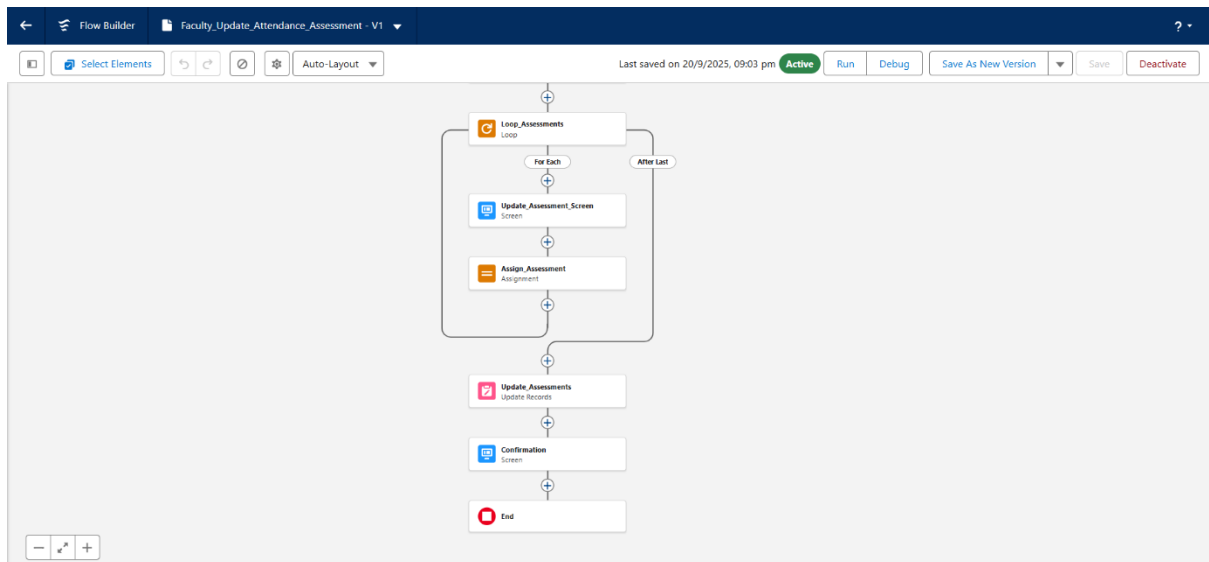 Flow Builder
Faculty_Update_Attendance_Assessment - V1
?
Select Elements
Auto-Layout
Last saved on 20/9/2025, 09:03 pm
Active
Run
Debug
Save As New Version
Save
Deactivate
Loop_Assessments
Loop
For Each
After Last
Update_Assessment_Screen
Screen
Assign_Assessment
Assignment
Update_Assessments
Update Records
Confirmation
Screen
End